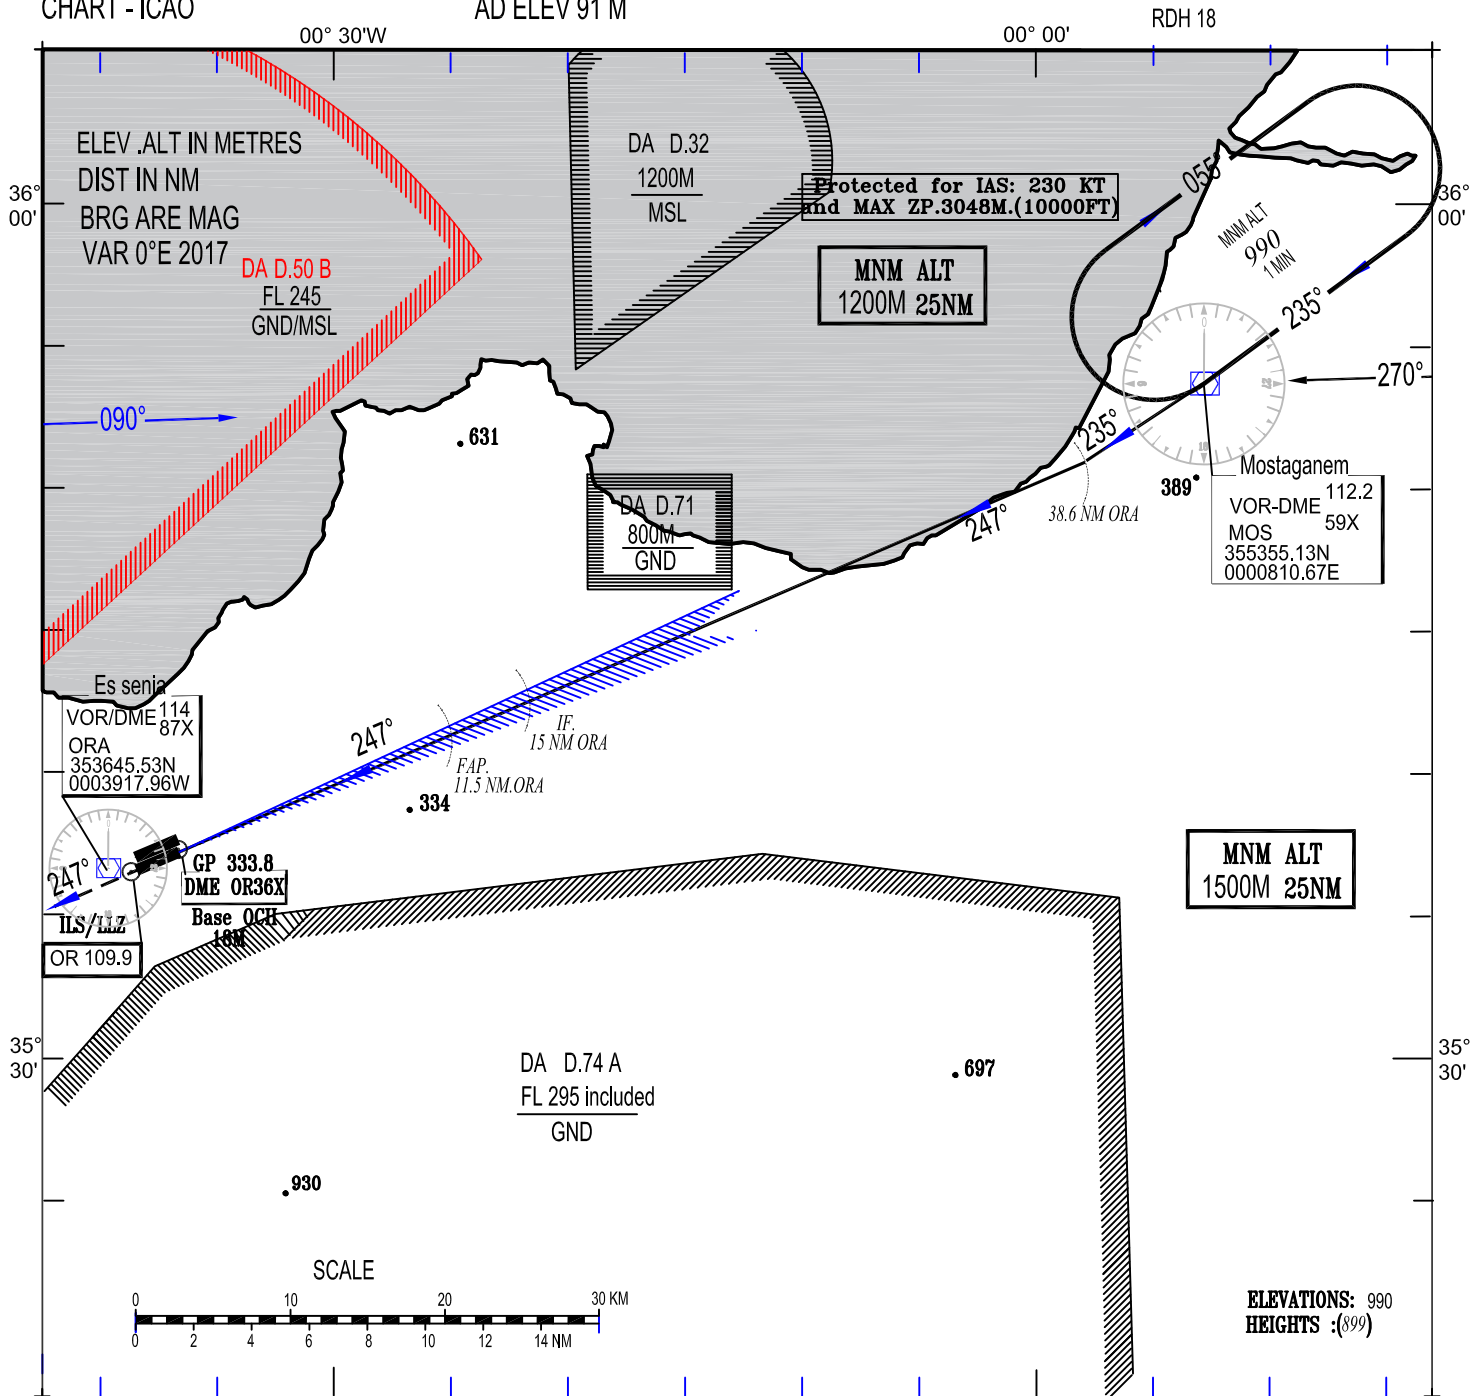 CHART - ICAO
AD ELEV 91 M
RDH 18
00° 30'W
00° 00'
ELEV .ALT IN METRES
DIST IN NM
BRG ARE MAG
VAR 0°E 2017
DA D.50 B
FL 245
GND/MSL
DA D.32
1200M
MSL
Protected for IAS: 230 KT
and MAX ZP.3048M.(10000FT)
MNM ALT
1200M 25NM
055°
MNM ALT
990
1 MIN
235°
36°
00'
36°
00'
090°
270°
631
235°
389
DA D.71
800M
GND
247°
38.6 NM ORA
Mostaganem
VOR-DME 112.2
59X
MOS
355355.13N
0000810.67E
Es senia
VOR/DME 114
87X
ORA
353645.53N
0003917.96W
247°
IF.
15 NM ORA
FAP.
11.5 NM.ORA
334
247°
GP 333.8
DME OR36X
Base OCH
18M
ILS/LLZ
OR 109.9
MNM ALT
1500M 25NM
35°
30'
35°
30'
DA D.74 A
FL 295 included
GND
697
930
SCALE
0 10 20 30 KM
0 2 4 6 8 10 12 14 NM
ELEVATIONS: 990
HEIGHTS :(899)